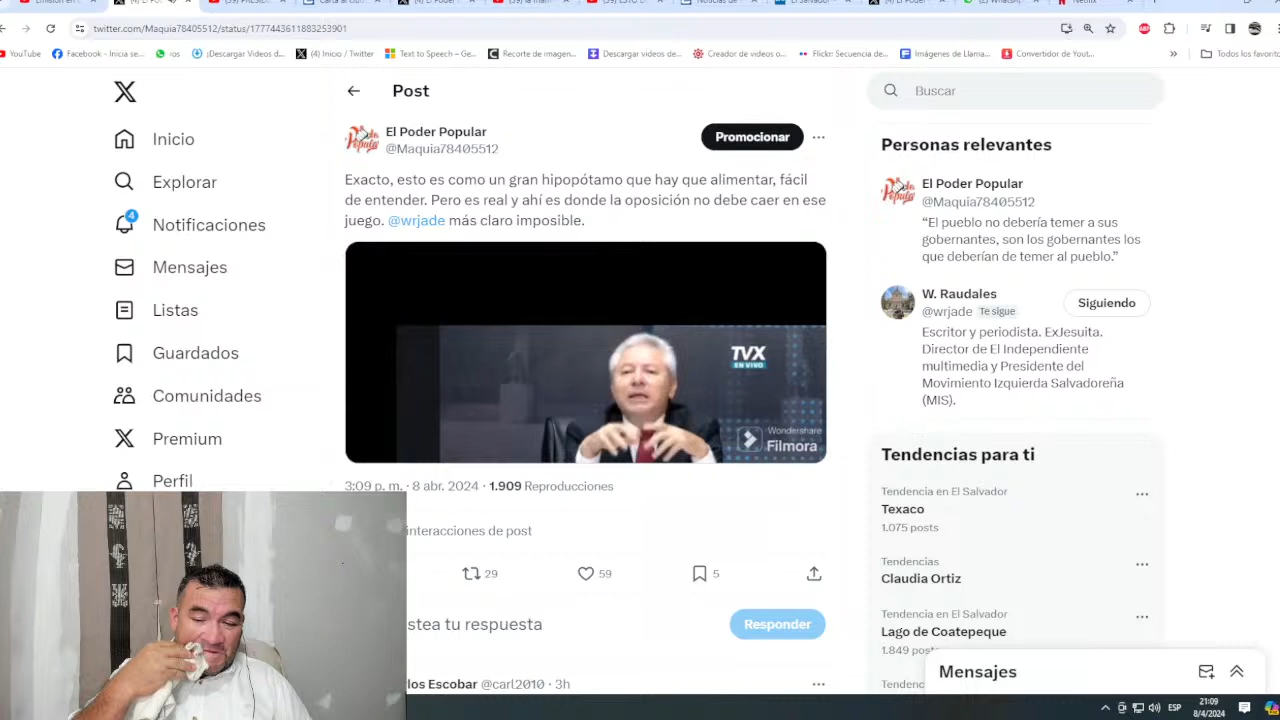 twitter.com/Maquia78405512/status/1777443611883253901
YouTube
Facebook - Inicia se...
ros
¡Descargar Videos d...
(4) Inicio / Twitter
Text to Speech – Ge...
Recorte de imagen...
Descargar videos de...
Creador de videos o...
Flickr: Secuencia de...
Imágenes de Llama...
Convertidor de Yout...
»
Todos los favorito
Inicio
Explorar
4
Notificaciones
Mensajes
Listas
Guardados
Comunidades
Premium
Perfil
Post
El Poder Popular
@Maquia78405512
Promocionar
Exacto, esto es como un gran hipopótamo que hay que alimentar, fácil
de entender. Pero es real y ahí es donde la oposición no debe caer en ese
juego. @wrjade más claro imposible.
TVX
EN VIVO
Wondershare
Filmora
3:09 p. m. · 8 abr. 2024 · 1.909 Reproducciones
interacciones de post
29
59
5
stea tu respuesta
Responder
los Escobar @carl2010 · 3h
Buscar
Personas relevantes
El Poder Popular
@Maquia78405512
“El pueblo no debería temer a sus
gobernantes, son los gobernantes los
que deberían de temer al pueblo.”
W. Raudales
@wrjade Te sigue
Siguiendo
Escritor y periodista. ExJesuita.
Director de El Independiente
multimedia y Presidente del
Movimiento Izquierda Salvadoreña
(MIS).
Tendencias para ti
Tendencia en El Salvador
Texaco
1.075 posts
Tendencias
Claudia Ortiz
Tendencia en El Salvador
Lago de Coatepeque
1.849 posts
Tendenc
Mensajes
ESP
21:09
8/4/2024